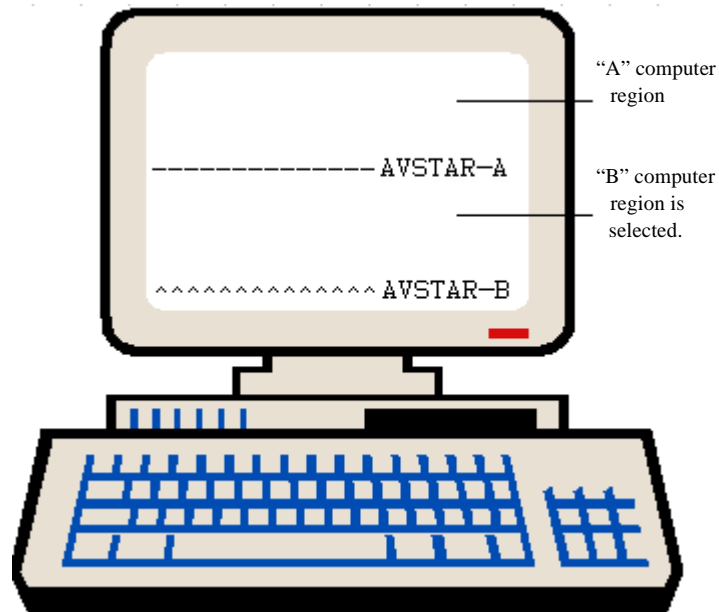 “A” computer
region
--------------AVSTAR-A
“B” computer
region is
selected.
^^^^^^^^^^^^^^AVSTAR-B